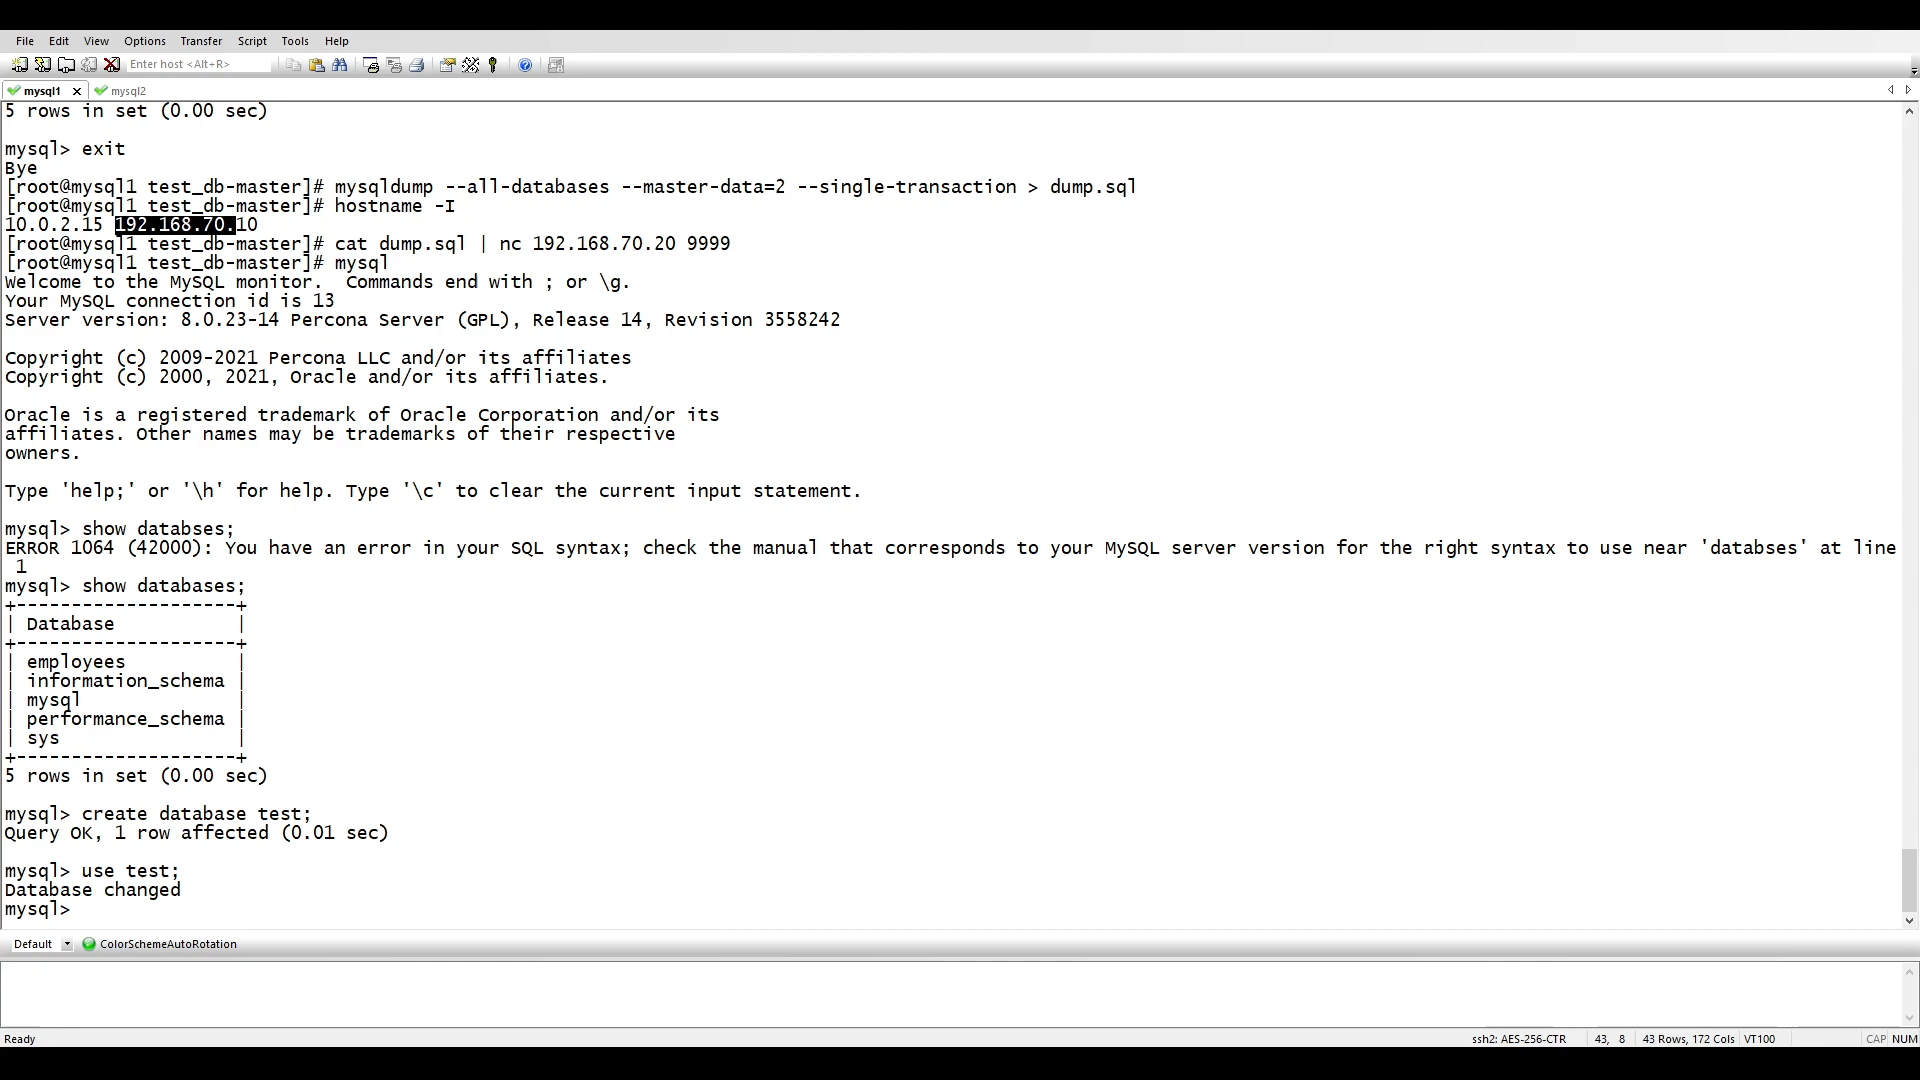 File Edit View Options Transfer Script Tools Help
Enter host <Alt+R>
mysql1 mysql2
5 rows in set (0.00 sec)
mysql> exit
Bye
[root@mysql1 test_db-master]# mysqldump --all-databases --master-data=2 --single-transaction > dump.sql
[root@mysql1 test_db-master]# hostname -I
10.0.2.15 192.168.70.10
[root@mysql1 test_db-master]# cat dump.sql | nc 192.168.70.20 9999
[root@mysql1 test_db-master]# mysql
Welcome to the MySQL monitor.  Commands end with ; or \g.
Your MySQL connection id is 13
Server version: 8.0.23-14 Percona Server (GPL), Release 14, Revision 3558242
Copyright (c) 2009-2021 Percona LLC and/or its affiliates
Copyright (c) 2000, 2021, Oracle and/or its affiliates.
Oracle is a registered trademark of Oracle Corporation and/or its
affiliates. Other names may be trademarks of their respective
owners.
Type 'help;' or '\h' for help. Type '\c' to clear the current input statement.
mysql> show databses;
ERROR 1064 (42000): You have an error in your SQL syntax; check the manual that corresponds to your MySQL server version for the right syntax to use near 'databses' at line
1
mysql> show databases;
+--------------------+
| Database           |
+--------------------+
| employees          |
| information_schema |
| mysql              |
| performance_schema |
| sys                |
+--------------------+
5 rows in set (0.00 sec)
mysql> create database test;
Query OK, 1 row affected (0.01 sec)
mysql> use test;
Database changed
mysql>
Default ColorSchemeAutoRotation
Ready ssh2: AES-256-CTR 43, 8 43 Rows, 172 Cols VT100 CAP NUM